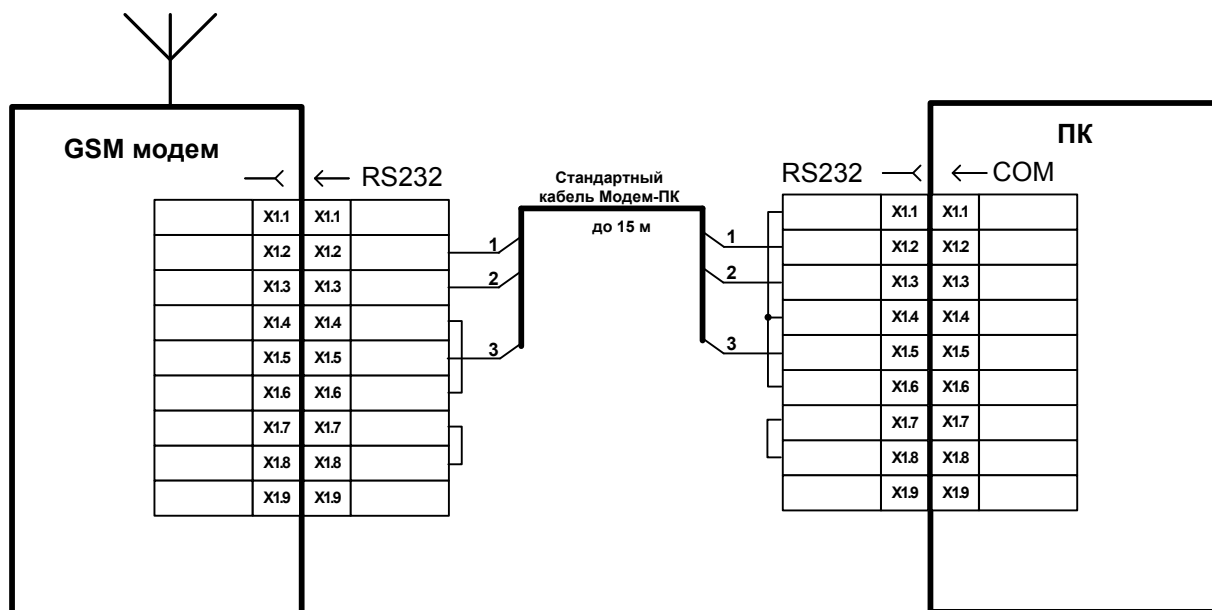 GSM модем
ПК
RS232
RS232
COM
Стандартный
кабель Модем-ПК
до 15 м
X1.1 X1.1
X1.2 X1.2 1
X1.3 X1.3 2
X1.4 X1.4
X1.5 X1.5 3
X1.6 X1.6
X1.7 X1.7
X1.8 X1.8
X1.9 X1.9
X1.1 X1.1
1 X1.2 X1.2
2 X1.3 X1.3
X1.4 X1.4
3 X1.5 X1.5
X1.6 X1.6
X1.7 X1.7
X1.8 X1.8
X1.9 X1.9